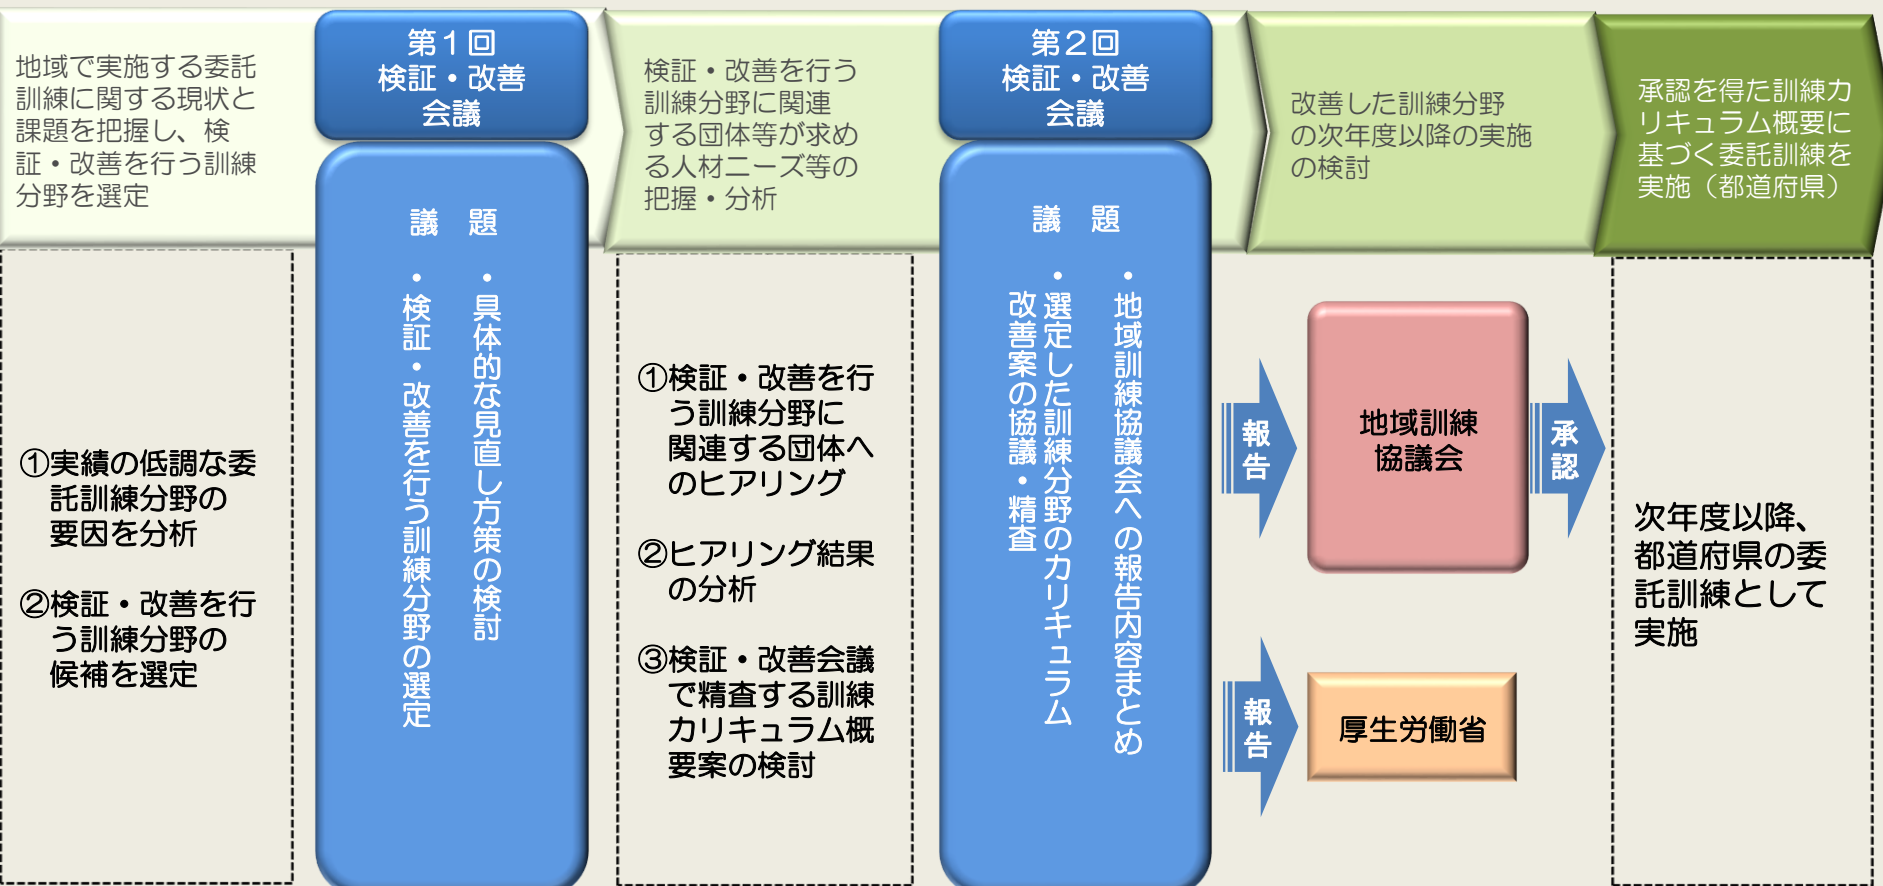 地域で実施する委託
訓練に関する現状と
課題を把握し、検
証・改善を行う訓練
分野を選定
第１回
検証・改善
会議
検証・改善を行う
訓練分野に関連
する団体等が求め
る人材ニーズ等の
把握・分析
第２回
検証・改善
会議
改善した訓練分野
の次年度以降の実施
の検討
承認を得た訓練カ
リキュラム概要に
基づく委託訓練を
実施（都道府県）
①実績の低調な委
託訓練分野の
要因を分析
②検証・改善を行
う訓練分野の
候補を選定
議　題
・具体的な見直し方策の検討
・検証・改善を行う訓練分野の選定
①検証・改善を行
う訓練分野に
関連する団体へ
のヒアリング
②ヒアリング結果
の分析
③検証・改善会議
で精査する訓練
カリキュラム概
要案の検討
議　題
・地域訓練協議会への報告内容まとめ
・選定した訓練分野のカリキュラム
改善案の協議・精査
報告
地域訓練
協議会
承認
報告
厚生労働省
次年度以降、
都道府県の委
託訓練として
実施